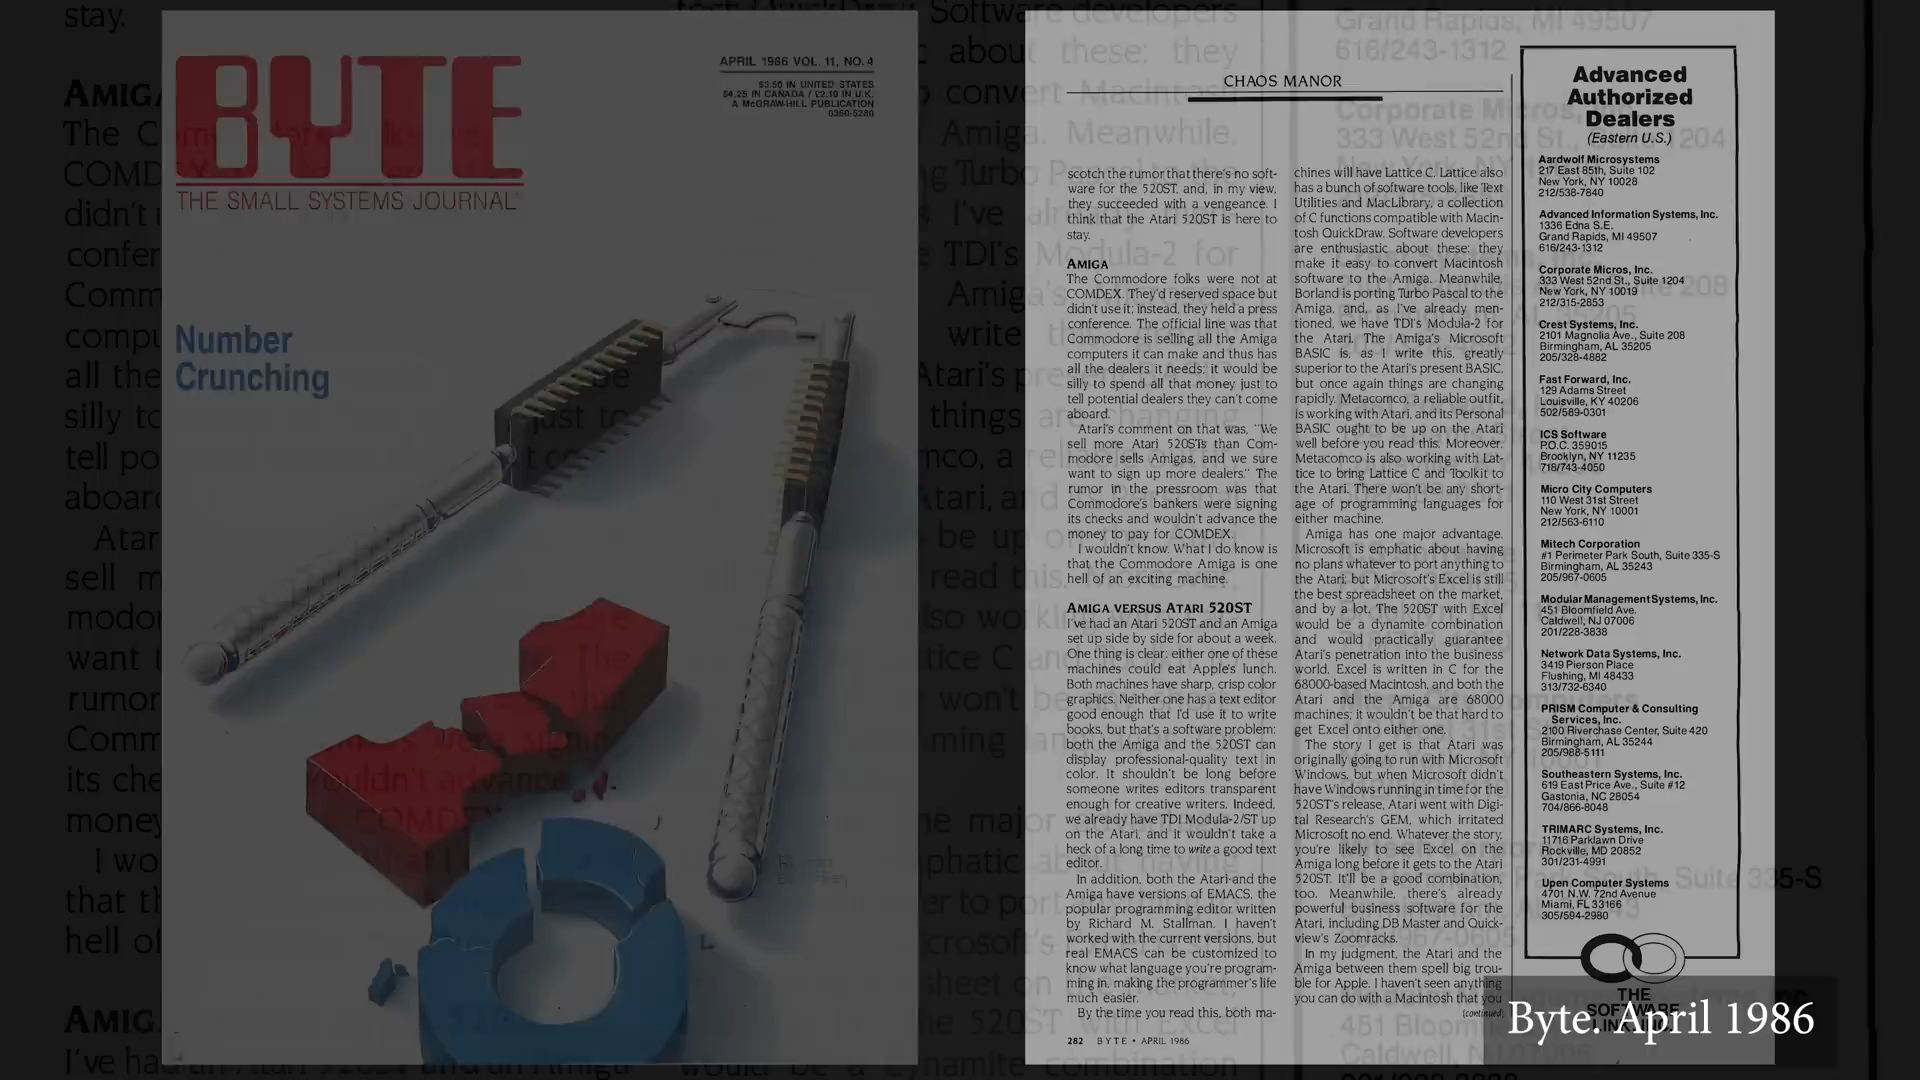 BYTE
THE SMALL SYSTEMS JOURNAL
APRIL 1986 VOL. 11, NO. 4
$3.50 IN UNITED STATES
$4.25 IN CANADA / £2.10 IN U.K.
A McGRAW-HILL PUBLICATION
0360-5280
Number
Crunching
CHAOS MANOR
scotch the rumor that there's no soft-
ware for the 520ST, and, in my view,
they succeeded with a vengeance. I
think that the Atari 520ST is here to
stay.
AMIGA
The Commodore folks were not at
COMDEX. They'd reserved space but
didn't use it; instead, they held a press
conference. The official line was that
Commodore is selling all the Amiga
computers it can make and thus has
all the dealers it needs; it would be
silly to spend all that money just to
tell potential dealers they can't come
aboard.
Atari's comment on that was, "We
sell more Atari 520STs than Com-
modore sells Amigas, and we sure
want to sign up more dealers." The
rumor in the pressroom was that
Commodore's bankers were signing
its checks and wouldn't advance the
money to pay for COMDEX.
I wouldn't know. What I do know is
that the Commodore Amiga is one
hell of an exciting machine.
AMIGA VERSUS ATARI 520ST
I've had an Atari 520ST and an Amiga
set up side by side for about a week.
One thing is clear: either one of these
machines could eat Apple's lunch.
Both machines have sharp, crisp color
graphics. Neither one has a text editor
good enough that I'd use it to write
books, but that's a software problem;
both the Amiga and the 520ST can
display professional-quality text in
color. It shouldn't be long before
someone writes editors transparent
enough for creative writers. Indeed,
we already have TDI Modula-2/ST up
on the Atari, and it wouldn't take a
heck of a long time to write a good text
editor.
In addition, both the Atari and the
Amiga have versions of EMACS, the
popular programming editor written
by Richard M. Stallman. I haven't
worked with the current versions, but
real EMACS can be customized to
know what language you're program-
ming in, making the programmer's life
much easier.
By the time you read this, both ma-
chines will have Lattice C. Lattice also
has a bunch of software tools, like Text
Utilities and MacLibrary, a collection
of C functions compatible with Macin-
tosh QuickDraw. Software developers
are enthusiastic about these; they
make it easy to convert Macintosh
software to the Amiga. Meanwhile,
Borland is porting Turbo Pascal to the
Amiga, and, as I've already men-
tioned, we have TDI's Modula-2 for
the Atari. The Amiga's Microsoft
BASIC is, as I write this, greatly
superior to the Atari's present BASIC,
but once again things are changing
rapidly. Metacomco, a reliable outfit,
is working with Atari, and its Personal
BASIC ought to be up on the Atari
well before you read this. Moreover,
Metacomco is also working with Lat-
tice to bring Lattice C and Toolkit to
the Atari. There won't be any short-
age of programming languages for
either machine.
Amiga has one major advantage.
Microsoft is emphatic about having
no plans whatever to port anything to
the Atari; but Microsoft's Excel is still
the best spreadsheet on the market,
and by a lot. The 520ST with Excel
would be a dynamite combination
and would practically guarantee
Atari's penetration into the business
world. Excel is written in C for the
68000-based Macintosh, and both the
Atari and the Amiga are 68000
machines; it wouldn't be that hard to
get Excel onto either one.
The story I get is that Atari was
originally going to run with Microsoft
Windows, but when Microsoft didn't
have Windows running in time for the
520ST's release, Atari went with Digi-
tal Research's GEM, which irritated
Microsoft no end. Whatever the story,
you're likely to see Excel on the
Amiga long before it gets to the Atari
520ST. It'll be a good combination,
too. Meanwhile, there's already
powerful business software for the
Atari, including DB Master and Quick-
view's Zoomracks.
In my judgment, the Atari and the
Amiga between them spell big trou-
ble for Apple. I haven't seen anything
you can do with a Macintosh that you
(continued)
282 BYTE • APRIL 1986
Advanced
Authorized
Dealers
(Eastern U.S.)
Aardwolf Microsystems
217 East 85th, Suite 102
New York, NY 10028
212/538-7840
Advanced Information Systems, Inc.
1336 Edna S.E.
Grand Rapids, MI 49507
616/243-1312
Corporate Micros, Inc.
333 West 52nd St., Suite 1204
New York, NY 10019
212/315-2853
Crest Systems, Inc.
2101 Magnolia Ave., Suite 208
Birmingham, AL 35205
205/328-4882
Fast Forward, Inc.
129 Adams Street
Louisville, KY 40206
502/589-0301
ICS Software
P.O.C. 359015
Brooklyn, NY 11235
718/743-4050
Micro City Computers
110 West 31st Street
New York, NY 10001
212/563-6110
Mitech Corporation
#1 Perimeter Park South, Suite 335-S
Birmingham, AL 35243
205/967-0605
Modular Management Systems, Inc.
451 Bloomfield Ave.
Caldwell, NJ 07006
201/228-3838
Network Data Systems, Inc.
3419 Pierson Place
Flushing, MI 48433
313/732-6340
PRISM Computer & Consulting
Services, Inc.
2100 Riverchase Center, Suite 420
Birmingham, AL 35244
205/988-5111
Southeastern Systems, Inc.
619 East Price Ave., Suite #12
Gastonia, NC 28054
704/866-8048
TRIMARC Systems, Inc.
11716 Parklawn Drive
Rockville, MD 20852
301/231-4991
Upen Computer Systems
4701 N.W. 72nd Avenue
Miami, FL 33166
305/594-2980
THE
SOFTWARE
Byte. April 1986